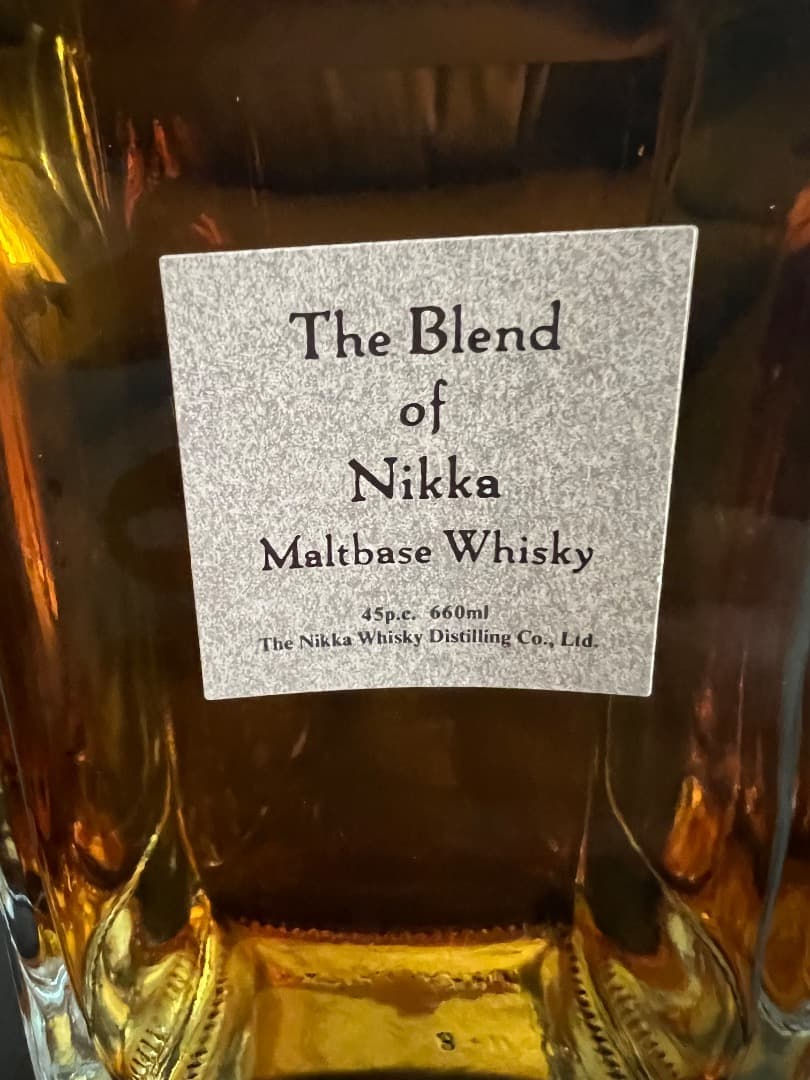 The Blend
of
Nikka
Maltbase Whisky
45p.c. 660ml
The Nikka Whisky Distilling Co., Ltd.